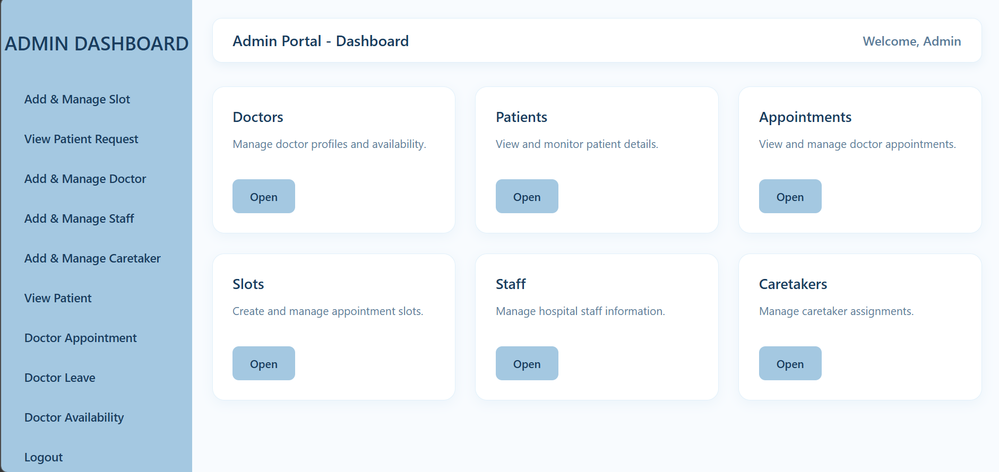 ADMIN DASHBOARD
Add & Manage Slot
View Patient Request
Add & Manage Doctor
Add & Manage Staff
Add & Manage Caretaker
View Patient
Doctor Appointment
Doctor Leave
Doctor Availability
Logout
Admin Portal - Dashboard
Welcome, Admin
Doctors
Manage doctor profiles and availability.
Open
Patients
View and monitor patient details.
Open
Appointments
View and manage doctor appointments.
Open
Slots
Create and manage appointment slots.
Open
Staff
Manage hospital staff information.
Open
Caretakers
Manage caretaker assignments.
Open